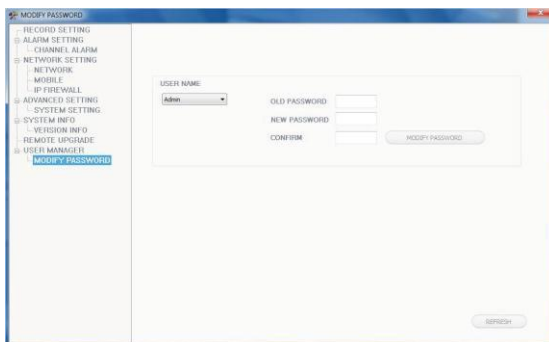 MODIFY PASSWORD
RECORD SETTING
ALARM SETTING
CHANNEL ALARM
NETWORK SETTING
NETWORK
MOBILE
IP FIREWALL
ADVANCED SETTING
SYSTEM SETTING.
SYSTEM INFO
VERSION INFO
REMOTE UPGRADE
USER MANAGER
MODIFY PASSWORD
USER NAME
Admin
OLD PASSWORD
NEW PASSWORD
CONFIRM
MODIFY PASSWORD
REFRESH